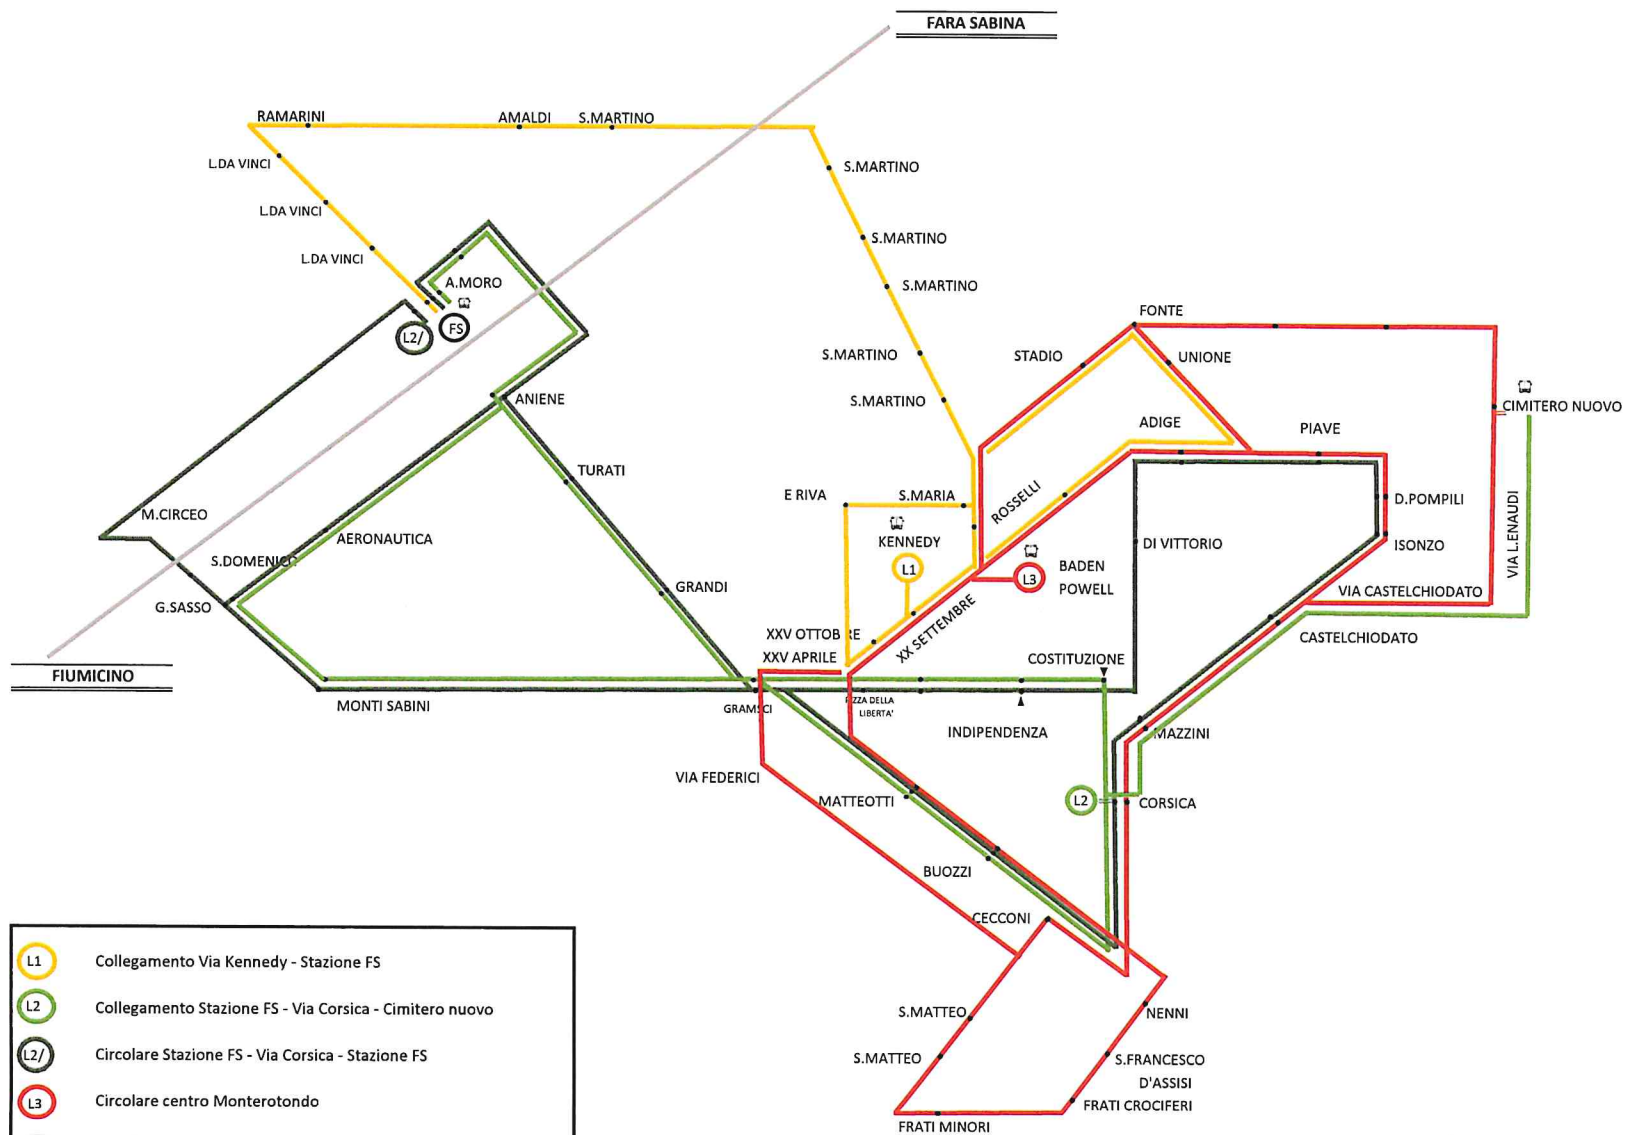 FARA SABINA
RAMARINI
AMALDI
S.MARTINO
L.DA VINCI
S.MARTINO
L.DA VINCI
S.MARTINO
L.DA VINCI
A.MORO
S.MARTINO
FONTE
L2/
FS
STADIO
UNIONE
S.MARTINO
ANIENE
S.MARTINO
CIMITERO NUOVO
ADIGE
PIAVE
TURATI
E RIVA
S.MARIA
ROSSELLI
D.POMPILI
M.CIRCEO
AERONAUTICA
KENNEDY
DI VITTORIO
ISONZO
VIA L.ENAUDI
S.DOMENICO
L1
L3
BADEN
POWELL
GRANDI
VIA CASTELCHIODATO
G.SASSO
XX SETTEMBRE
XXV OTTOBRE
CASTELCHIODATO
XXV APRILE
COSTITUZIONE
FIUMICINO
MONTI SABINI
GRAMSCI
P.ZZA DELLA
LIBERTA'
INDIPENDENZA
MAZZINI
VIA FEDERICI
MATTEOTTI
L2
CORSICA
BUOZZI
CECCONI
S.MATTEO
NENNI
S.MATTEO
S.FRANCESCO
D'ASSISI
FRATI CROCIFERI
FRATI MINORI
L1 Collegamento Via Kennedy - Stazione FS
L2 Collegamento Stazione FS - Via Corsica - Cimitero nuovo
L2/ Circolare Stazione FS - Via Corsica - Stazione FS
L3 Circolare centro Monterotondo